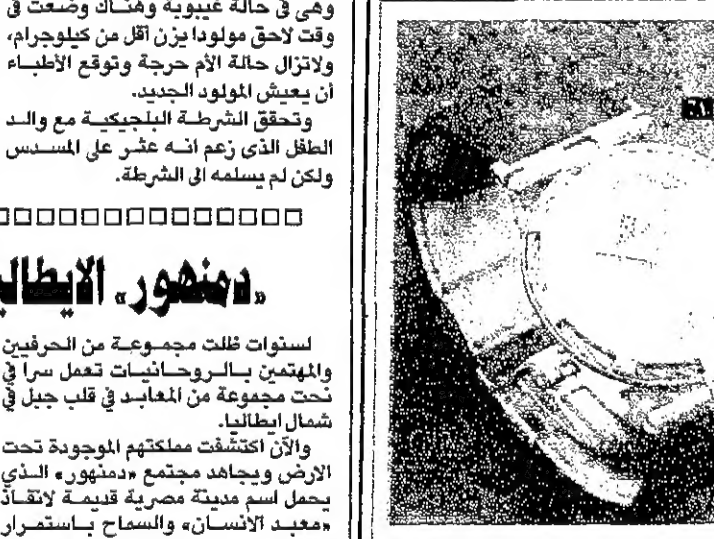 وهى فى حالة غيبوبة وهناك وضعت فى
وقت لاحق مولودا يزن أقل من كيلوجرام،
ولاتزال حالة الأم حرجة وتوقع الأطباء
أن يعيش المولود الجديد.
وتحقق الشرطة البلجيكية مع والد
الطفل الذى زعم انه عثر على المسدس
ولكن لم يسلمه الى الشرطة.
«دمنهور» الايطالي
لسنوات ظلت مجموعة من الحرفيين
والمهتمين بالروحانيات تعمل سرا في
نحت مجموعة من المعابد في قلب جبل في
شمال ايطاليا.
والآن اكتشفت مملكتهم الموجودة تحت
الارض ويجاهد مجتمع «دمنهور» الذي
يحمل اسم مدينة مصرية قديمة لانقاذ
«معبد الانسان» والسماح باستمرار